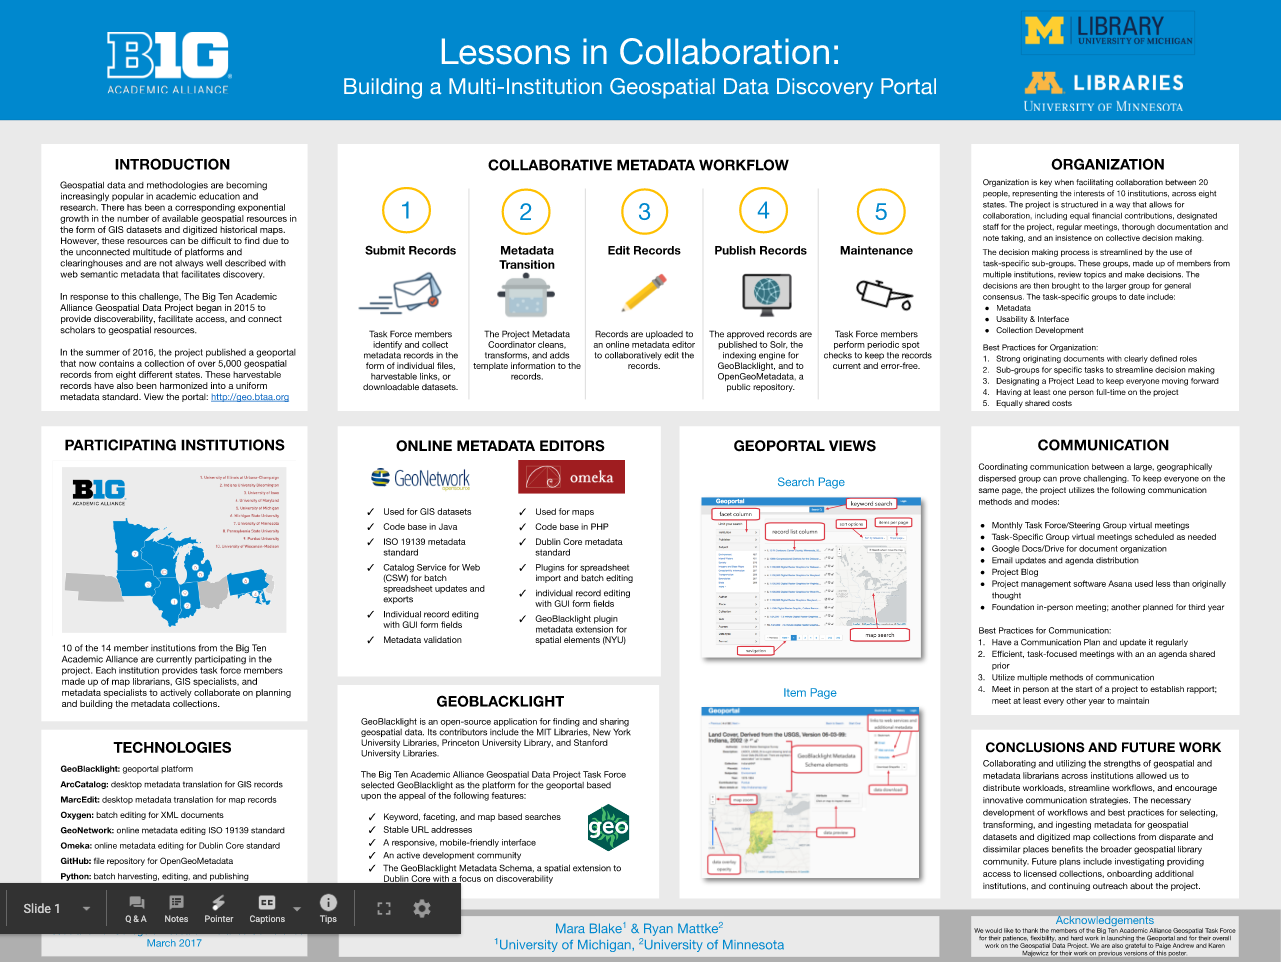 B1G
ACADEMIC ALLIANCE
Lessons in Collaboration:
Building a Multi-Institution Geospatial Data Discovery Portal
M LIBRARY
UNIVERSITY OF MICHIGAN
M LIBRARIES
UNIVERSITY OF MINNESOTA
INTRODUCTION
Geospatial data and methodologies are becoming
increasingly popular in academic education and
research. There has been a corresponding exponential
growth in the number of available geospatial resources in
the form of GIS datasets and digitized historical maps.
However, these resources can be difficult to find due to
the unconnected multitude of platforms and
clearinghouses and are not always well described with
web semantic metadata that facilitates discovery.
In response to this challenge, The Big Ten Academic
Alliance Geospatial Data Project began in 2015 to
provide discoverability, facilitate access, and connect
scholars to geospatial resources.
In the summer of 2016, the project published a geoportal
that now contains a collection of over 5,000 geospatial
records from eight different states. These harvestable
records have also been harmonized into a uniform
metadata standard. View the portal: http://geo.btaa.org
COLLABORATIVE METADATA WORKFLOW
1
Submit Records
Task Force members
identify and collect
metadata records in the
form of individual files,
harvestable links, or
downloadable datasets.
2
Metadata
Transition
The Project Metadata
Coordinator cleans,
transforms, and adds
template information to the
records.
3
Edit Records
Records are uploaded to
an online metadata editor
to collaboratively edit the
records.
4
Publish Records
The approved records are
published to Solr, the
indexing engine for
GeoBlacklight, and to
OpenGeoMetadata, a
public repository.
5
Maintenance
Task Force members
perform periodic spot
checks to keep the records
current and error-free.
ORGANIZATION
Organization is key when facilitating collaboration between 20
people, representing the interests of 10 institutions, across eight
states. The project is structured in a way that allows for
collaboration, including equal financial contributions, designated
staff for the project, regular meetings, thorough documentation and
note taking, and an insistence on collective decision making.
The decision making process is streamlined by the use of
task-specific sub-groups. These groups, made up of members from
multiple institutions, review topics and make decisions. The
decisions are then brought to the larger group for general
consensus. The task-specific groups to date include:
● Metadata
● Usability & Interface
● Collection Development
Best Practices for Organization:
1. Strong originating documents with clearly defined roles
2. Sub-groups for specific tasks to streamline decision making
3. Designating a Project Lead to keep everyone moving forward
4. Having at least one person full-time on the project
5. Equally shared costs
PARTICIPATING INSTITUTIONS
B1G
ACADEMIC ALLIANCE
1. University of Illinois at Urbana-Champaign
2. Indiana University Bloomington
3. University of Iowa
4. University of Maryland
5. University of Michigan
6. Michigan State University
7. University of Minnesota
8. Pennsylvania State University
9. Purdue University
10. University of Wisconsin-Madison
10 of the 14 member institutions from the Big Ten
Academic Alliance are currently participating in the
project. Each institution provides task force members
made up of map librarians, GIS specialists, and
metadata specialists to actively collaborate on planning
and building the metadata collections.
TECHNOLOGIES
GeoBlacklight: geoportal platform
ArcCatalog: desktop metadata translation for GIS records
MarcEdit: desktop metadata translation for map records
Oxygen: batch editing for XML documents
GeoNetwork: online metadata editing ISO 19139 standard
Omeka: online metadata editing for Dublin Core standard
GitHub: file repository for OpenGeoMetadata
Python: batch harvesting, editing, and publishing
ONLINE METADATA EDITORS
GeoNetwork
opensource
✓ Used for GIS datasets
✓ Code base in Java
✓ ISO 19139 metadata
standard
✓ Catalog Service for Web
(CSW) for batch
spreadsheet updates and
exports
✓ Individual record editing
with GUI form fields
✓ Metadata validation
omeka
✓ Used for maps
✓ Code base in PHP
✓ Dublin Core metadata
standard
✓ Plugins for spreadsheet
import and batch editing
✓ individual record editing
with GUI form fields
✓ GeoBlacklight plugin
metadata extension for
spatial elements (NYU)
GEOBLACKLIGHT
GeoBlacklight is an open-source application for finding and sharing
geospatial data. Its contributors include the MIT Libraries, New York
University Libraries, Princeton University Library, and Stanford
University Libraries.
The Big Ten Academic Alliance Geospatial Data Project Task Force
selected GeoBlacklight as the platform for the geoportal based
upon the appeal of the following features:
✓ Keyword, faceting, and map based searches
✓ Stable URL addresses
✓ A responsive, mobile-friendly interface
✓ An active development community
✓ The GeoBlacklight Metadata Schema, a spatial extension to
Dublin Core with a focus on discoverability
geo
GEOPORTAL VIEWS
Search Page
Geoportal
keyword search
facet column
record list column
sort options
items per page
map search
navigation
Item Page
Geoportal
links to web services and
additional metadata
Land Cover, Derived from the USGS, Version 06-03-99:
Indiana, 2002
GeoBlacklight Metadata
Schema elements
data download
map search
data preview
data overlay
opacity
COMMUNICATION
Coordinating communication between a large, geographically
dispersed group can prove challenging. To keep everyone on the
same page, the project utilizes the following communication
methods and modes:
● Monthly Task Force/Steering Group virtual meetings
● Task-Specific Group virtual meetings scheduled as needed
● Google Docs/Drive for document organization
● Email updates and agenda distribution
● Project Blog
● Project management software Asana used less than originally
thought
● Foundation in-person meeting; another planned for third year
Best Practices for Communication:
1. Have a Communication Plan and update it regularly
2. Efficient, task-focused meetings with an an agenda shared
prior
3. Utilize multiple methods of communication
4. Meet in person at the start of a project to establish rapport;
meet at least every other year to maintain
CONCLUSIONS AND FUTURE WORK
Collaborating and utilizing the strengths of geospatial and
metadata librarians across institutions allowed us to
distribute workloads, streamline workflows, and encourage
innovative communication strategies. The necessary
development of workflows and best practices for selecting,
transforming, and ingesting metadata for geospatial
datasets and digitized map collections from disparate and
dissimilar places benefits the broader geospatial library
community. Future plans include investigating providing
access to licensed collections, onboarding additional
institutions, and continuing outreach about the project.
Slide 1
Q & A
Notes
Pointer
Captions
Tips
March 2017
Mara Blake1 & Ryan Mattke2
1University of Michigan, 2University of Minnesota
Acknowledgements
We would like to thank the members of the Big Ten Academic Alliance Geospatial Task Force
for their patience, flexibility, and hard work in launching the Geoportal and for their overall
work on the Geospatial Data Project. We are also grateful to Paige Andrew and Karen
Majewicz for their work on previous versions of this poster.